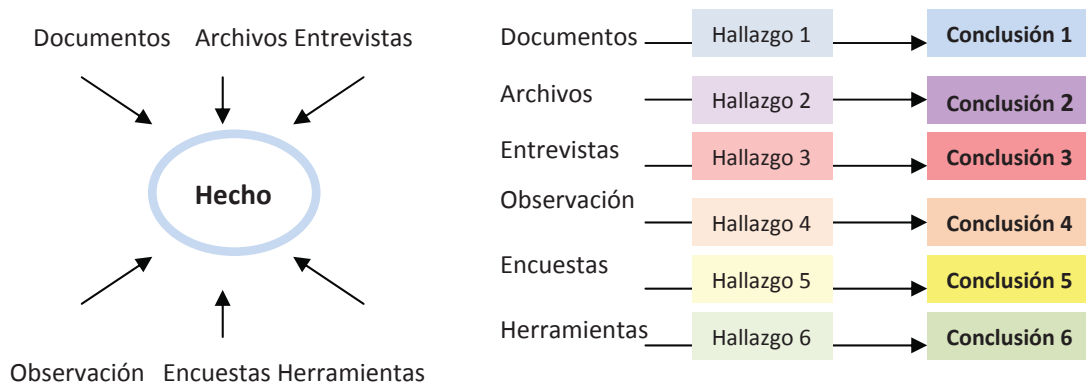 Documentos Archivos Entrevistas
Hecho
Observación Encuestas Herramientas
Documentos Hallazgo 1 Conclusión 1
Archivos Hallazgo 2 Conclusión 2
Entrevistas Hallazgo 3 Conclusión 3
Observación Hallazgo 4 Conclusión 4
Encuestas Hallazgo 5 Conclusión 5
Herramientas Hallazgo 6 Conclusión 6